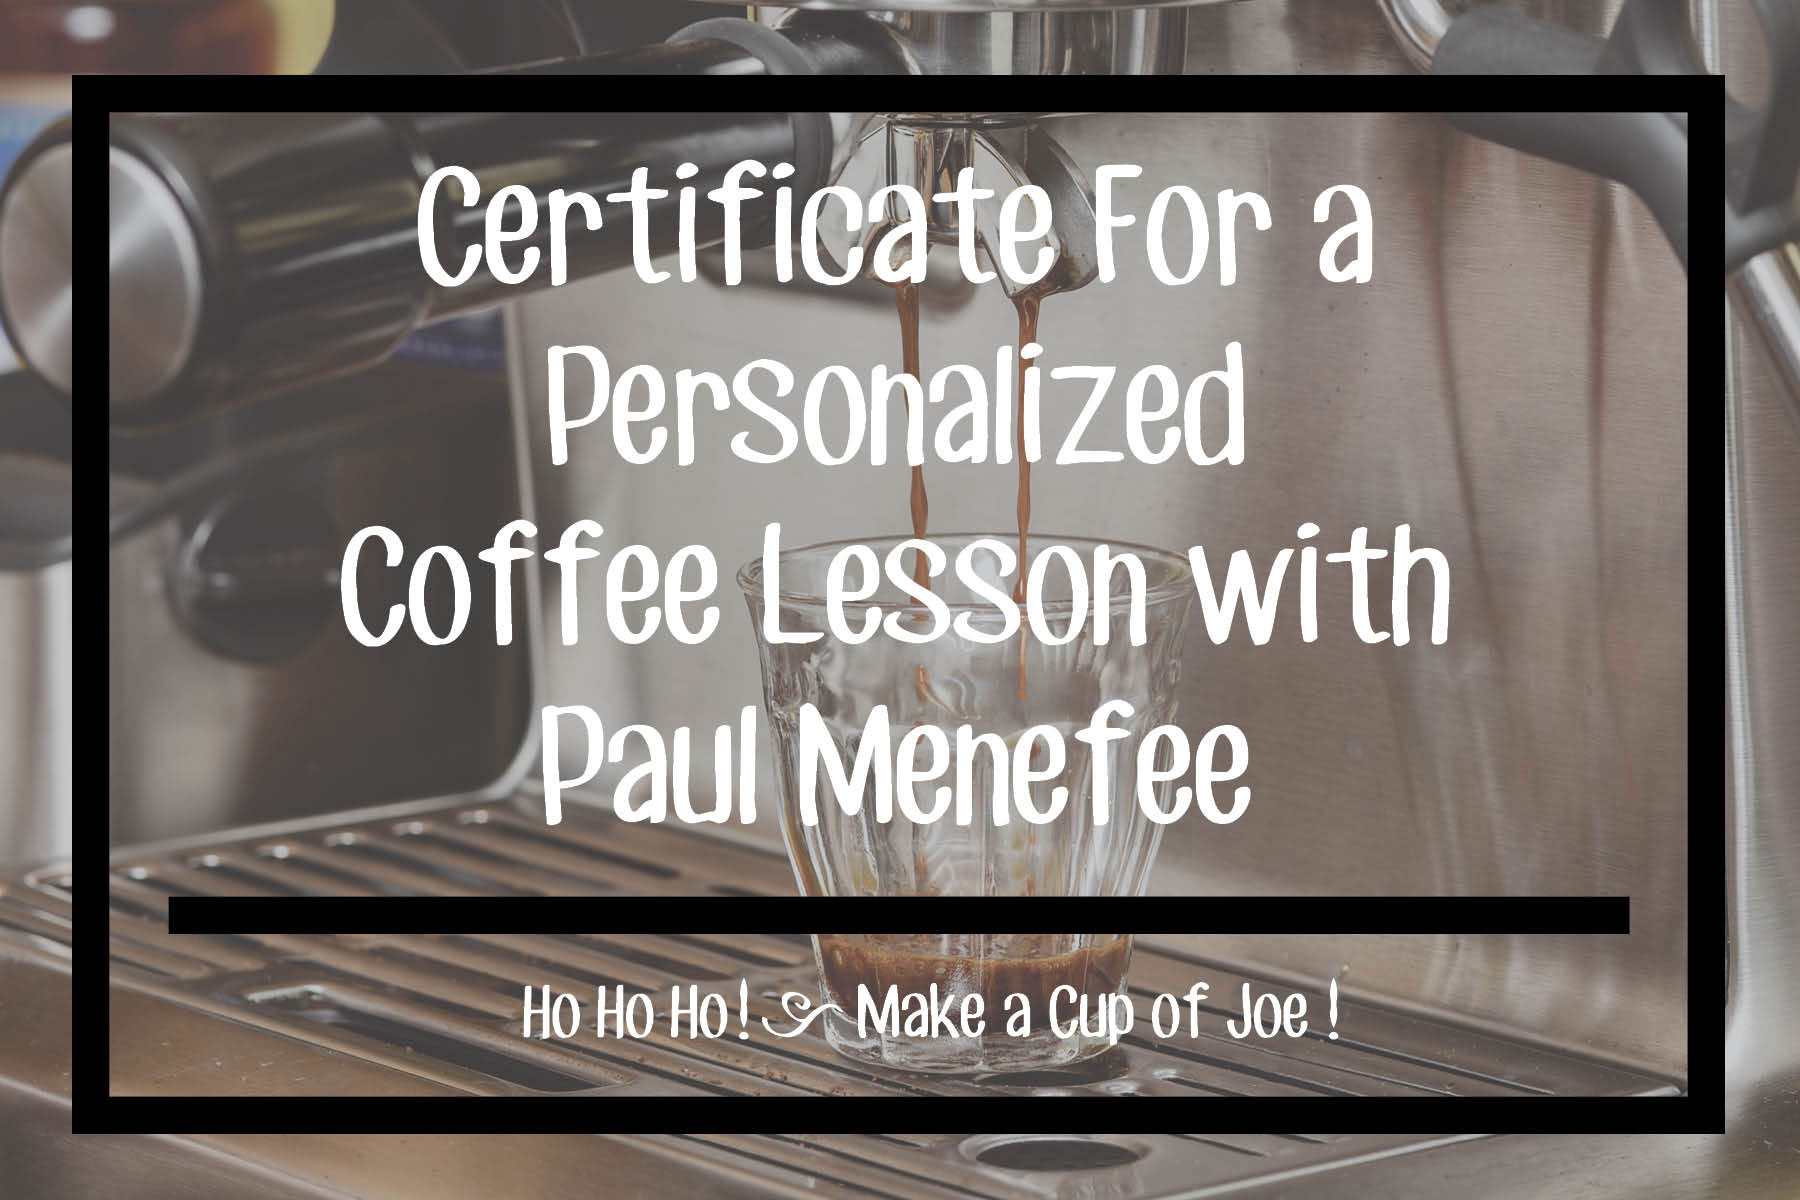 Certificate For a
Personalized
Coffee Lesson with
Paul Menefee
Ho Ho Ho! Make a Cup of Joe !